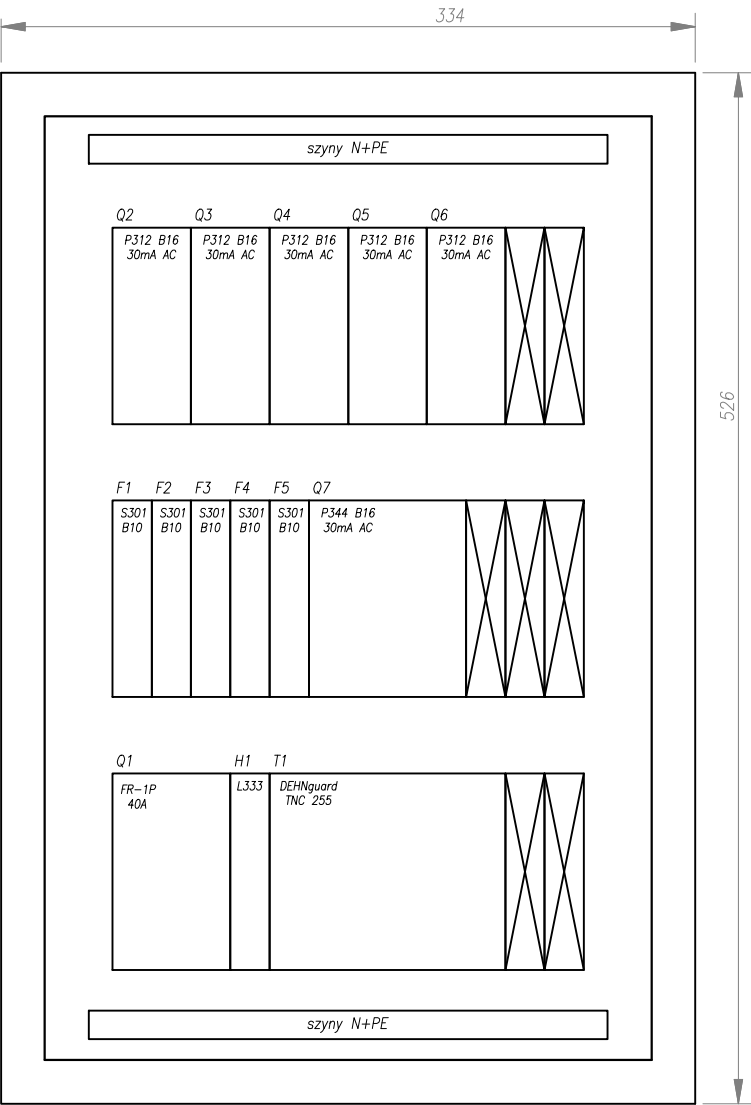 334
526
szyny N+PE
Q2 Q3 Q4 Q5 Q6
P312 B16 P312 B16 P312 B16 P312 B16 P312 B16
30mA AC 30mA AC 30mA AC 30mA AC 30mA AC
F1 F2 F3 F4 F5 Q7
S301 S301 S301 S301 S301 P344 B16
B10 B10 B10 B10 B10 30mA AC
Q1 H1 T1
FR-1P L333 DEHNguard
40A TNC 255
szyny N+PE